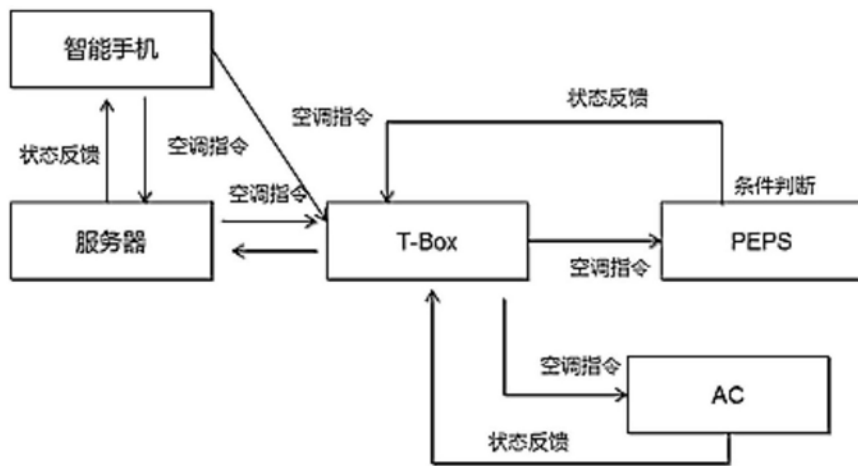 智能手机
空调指令
状态反馈
状态反馈
空调指令
空调指令
条件判断
服务器
T-Box
PEPS
空调指令
空调指令
AC
状态反馈